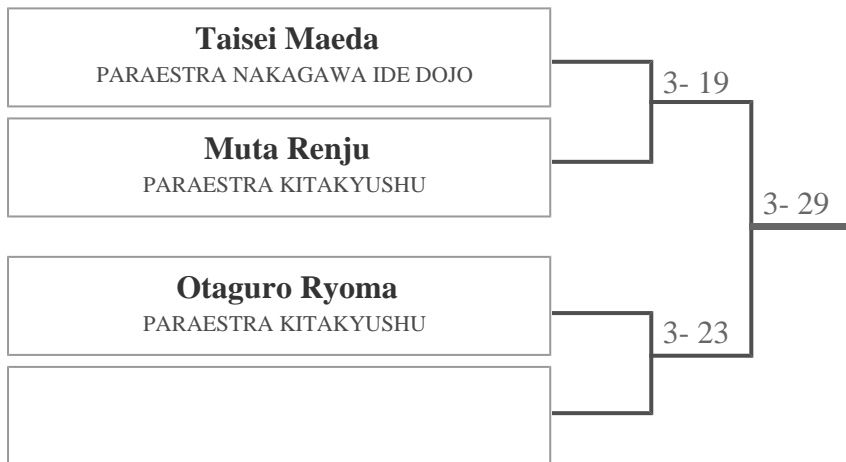 Taisei Maeda
PARAESTRA NAKAGAWA IDE DOJO
3- 19
Muta Renju
PARAESTRA KITAKYUSHU
3- 29
Otaguro Ryoma
PARAESTRA KITAKYUSHU
3- 23